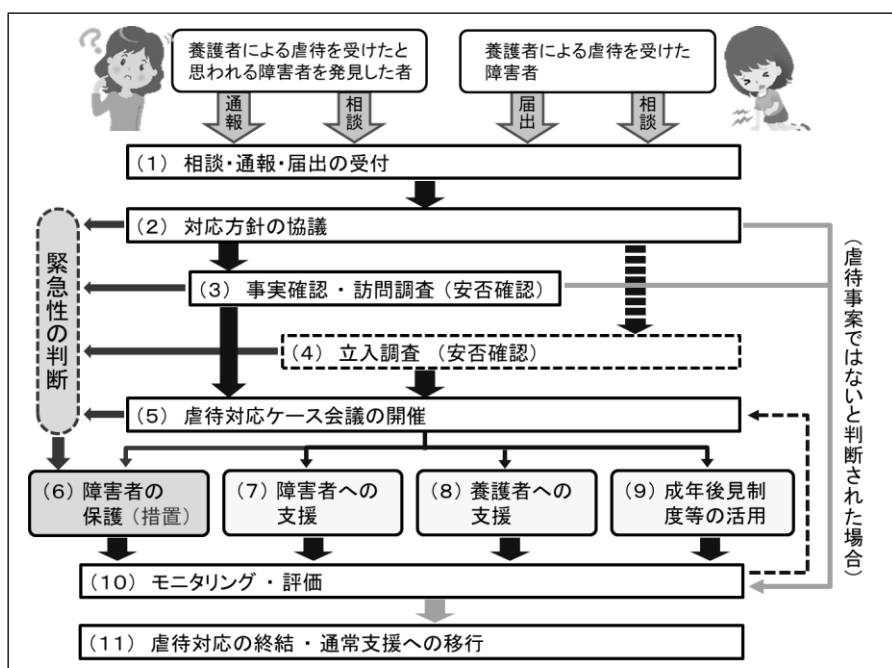 養護者による虐待を受けたと
思われる障害者を発見した者
養護者による虐待を受けた
障害者
?
通報
相談
届出
相談
(1) 相談・通報・届出の受付
(2) 対応方針の協議
緊急性の判断
(3) 事実確認・訪問調査(安否確認)
(4) 立入調査 (安否確認)
(5) 虐待対応ケース会議の開催
(虐待事案ではないと判断された場合)
(6) 障害者の
保護(措置)
(7) 障害者への
支援
(8) 養護者への
支援
(9) 成年後見制
度等の活用
(10) モニタリング・評価
(11) 虐待対応の終結・通常支援への移行